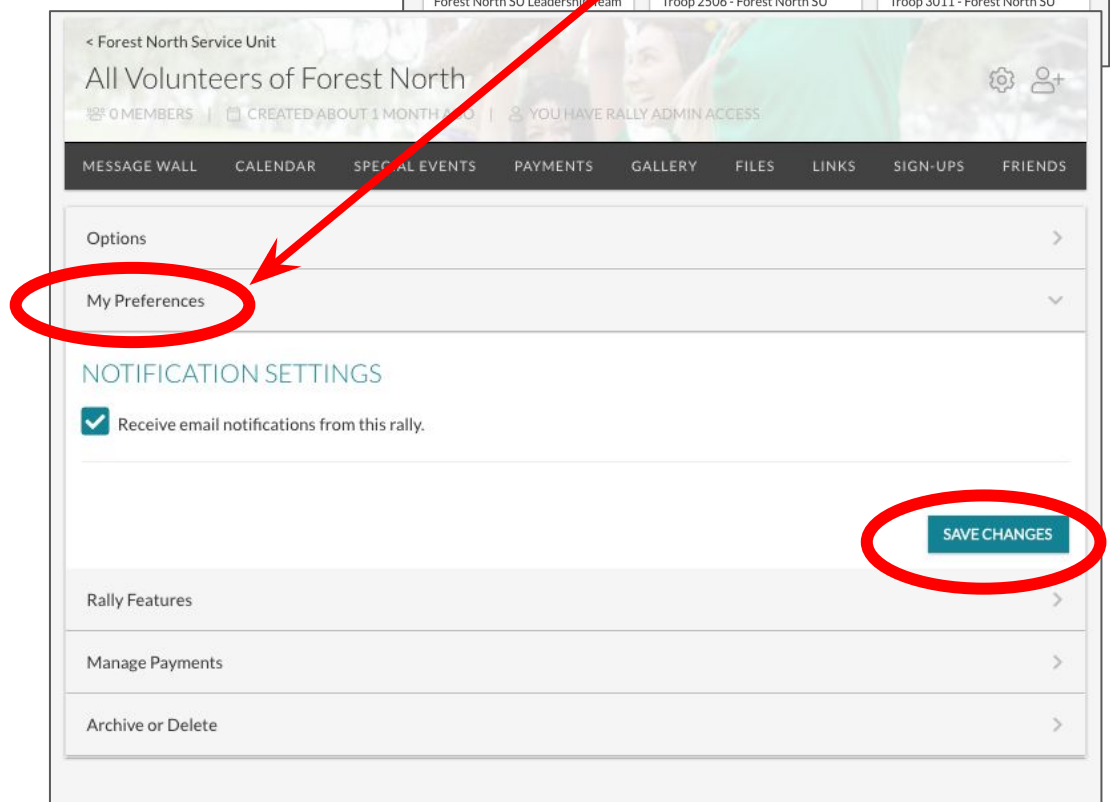 Forest North SU Leadership Team Troop 2506 - Forest North SU Troop 3011 - Forest North SU
< Forest North Service Unit
All Volunteers of Forest North
0 MEMBERS | CREATED ABOUT 1 MONTH AGO | YOU HAVE RALLY ADMIN ACCESS
MESSAGE WALL CALENDAR SPECIAL EVENTS PAYMENTS GALLERY FILES LINKS SIGN-UPS FRIENDS
Options
My Preferences
NOTIFICATION SETTINGS
Receive email notifications from this rally.
SAVE CHANGES
Rally Features
Manage Payments
Archive or Delete